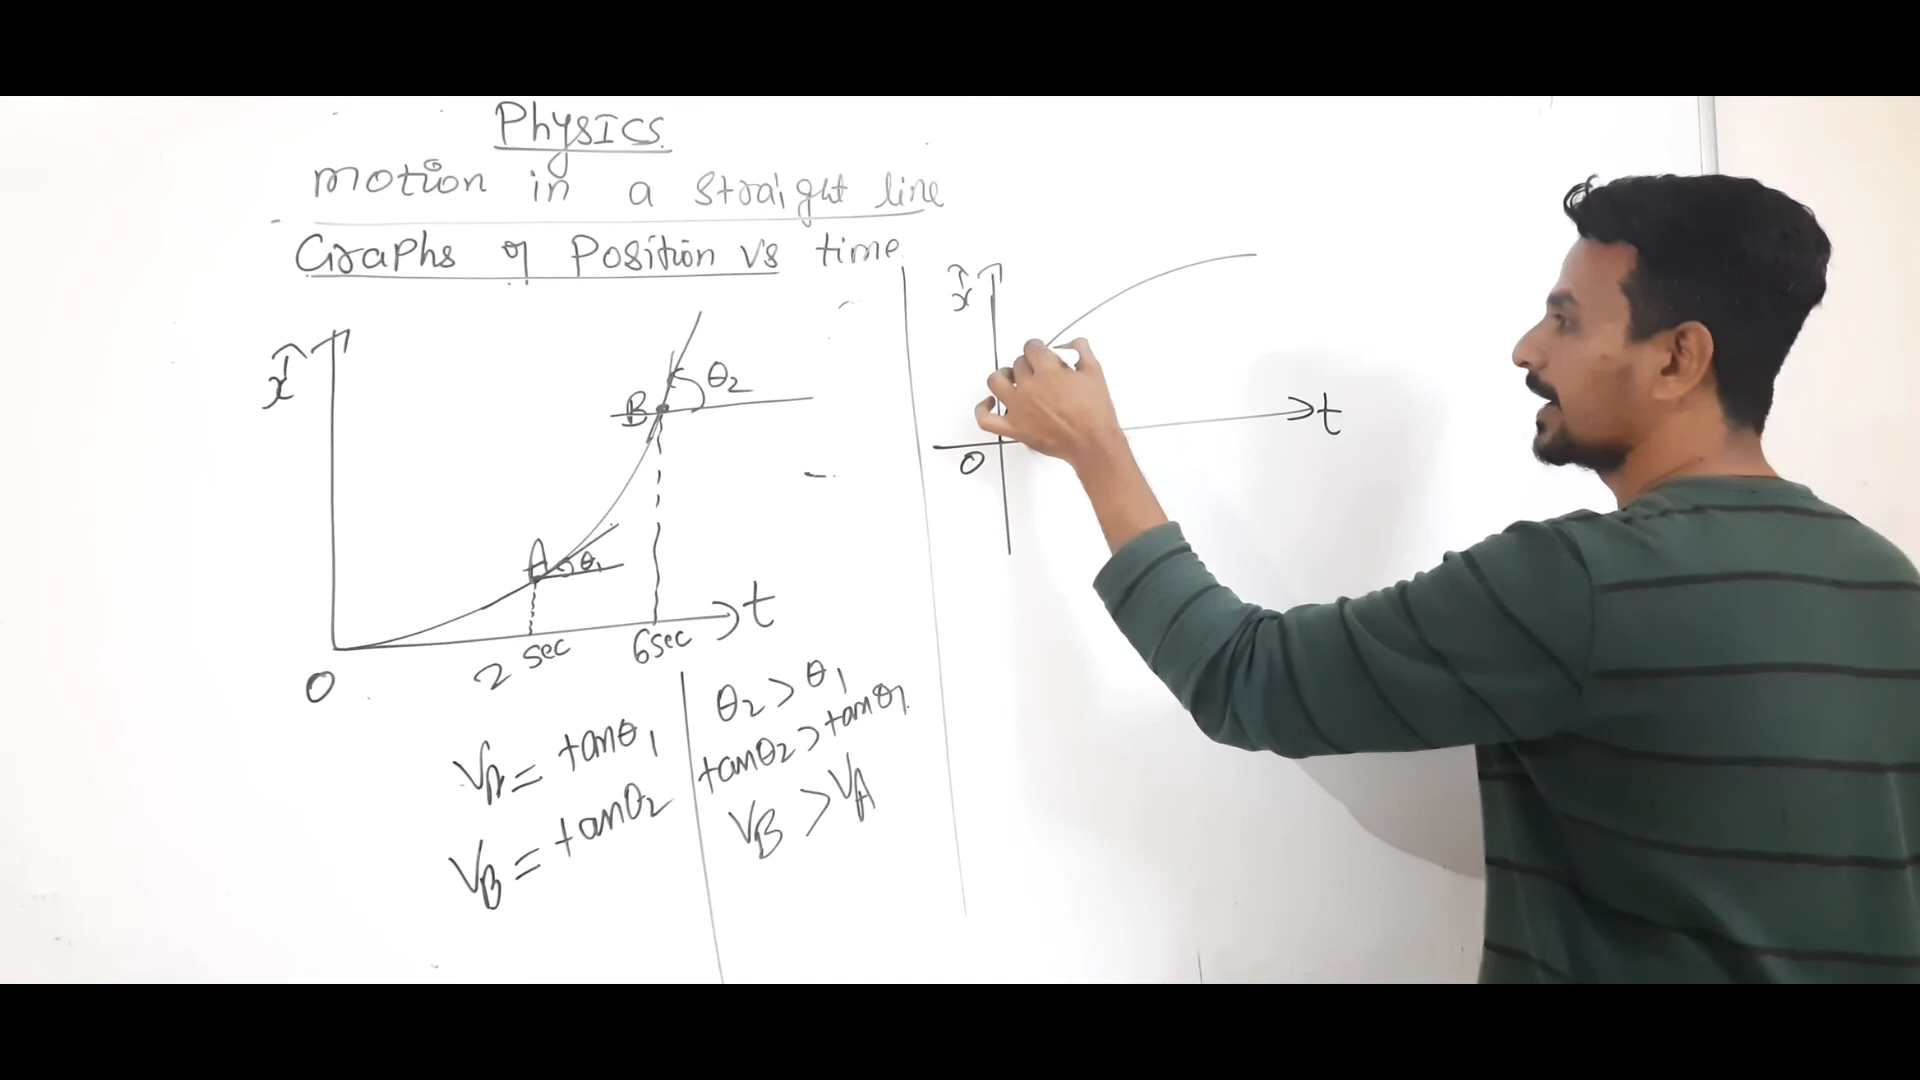 Physics
motion in a straight line
Graphs of Position vs time
x
B θ2
A θ1
t
2 sec 6sec
O
VA = tanθ1
VB = tanθ2
θ2 > θ1
tanθ2 > tanθ1
VB > VA
x
t
O